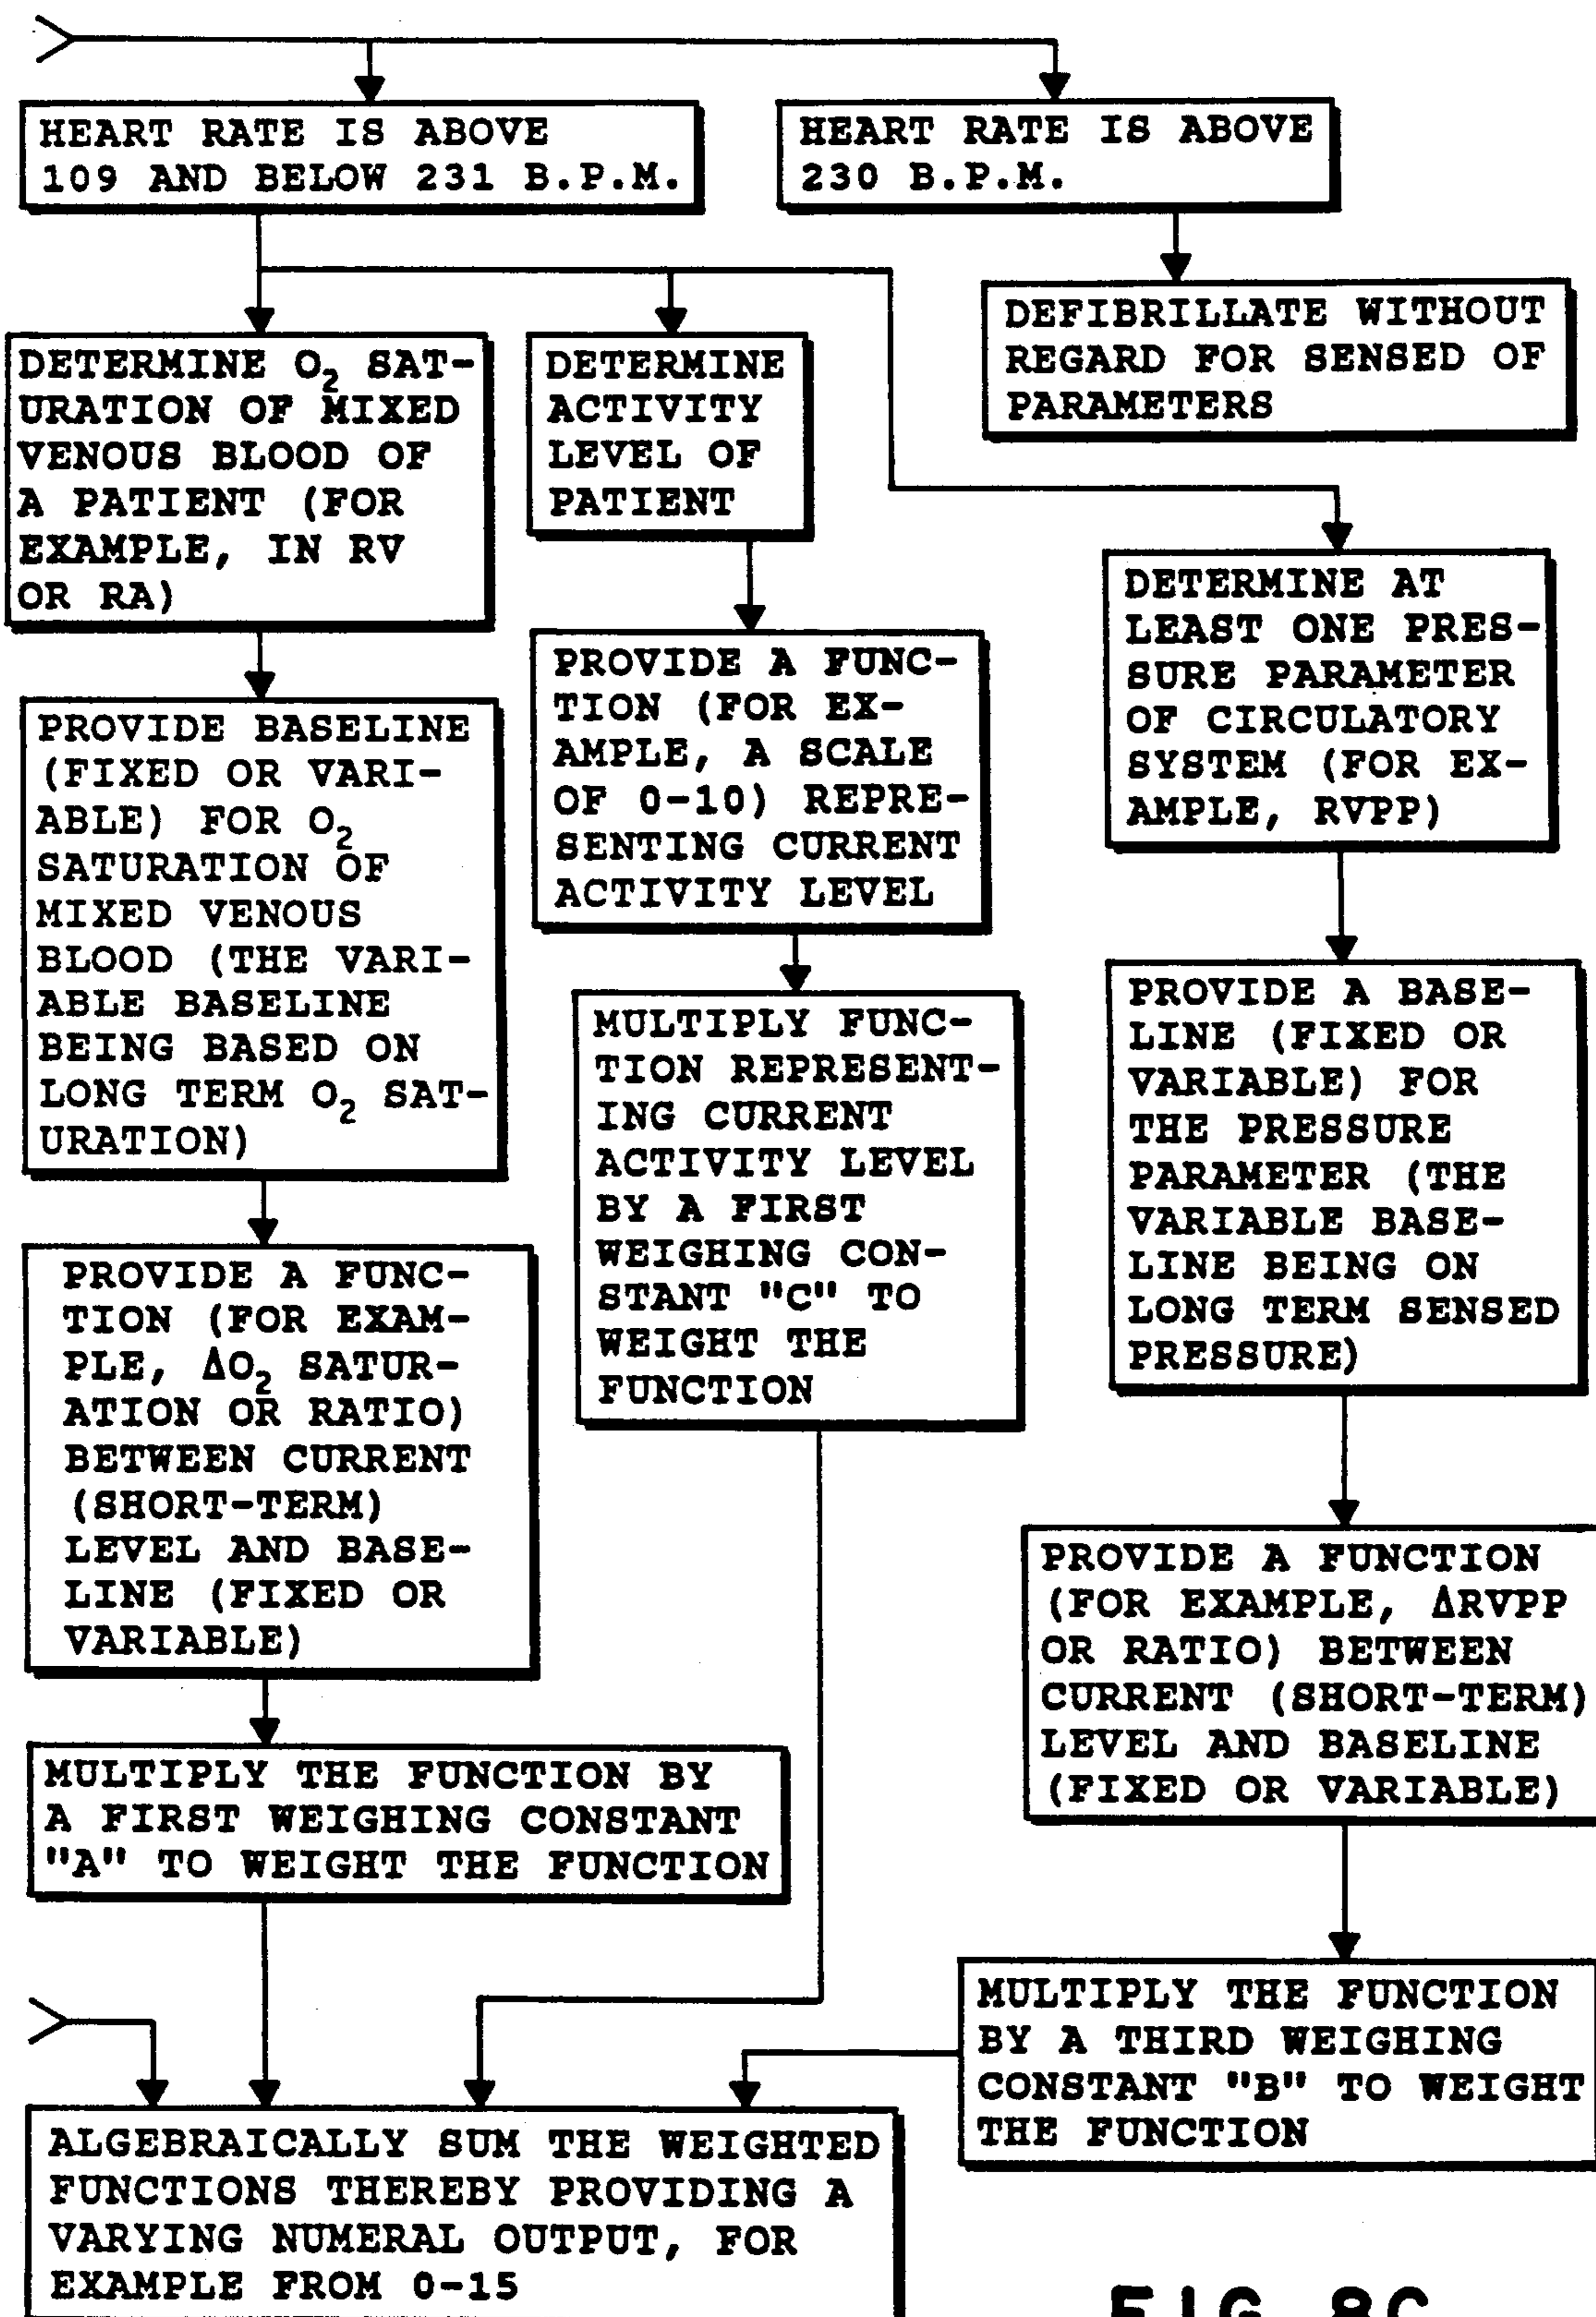 HEART RATE IS ABOVE
109 AND BELOW 231 B.P.M.
HEART RATE IS ABOVE
230 B.P.M.
DEFIBRILLATE WITHOUT
REGARD FOR SENSED OF
PARAMETERS
DETERMINE O₂ SAT-
URATION OF MIXED
VENOUS BLOOD OF
A PATIENT (FOR
EXAMPLE, IN RV
OR RA)
DETERMINE
ACTIVITY
LEVEL OF
PATIENT
DETERMINE AT
LEAST ONE PRES-
SURE PARAMETER
OF CIRCULATORY
SYSTEM (FOR EX-
AMPLE, RVPP)
PROVIDE BASELINE
(FIXED OR VARI-
ABLE) FOR O₂
SATURATION OF
MIXED VENOUS
BLOOD (THE VARI-
ABLE BASELINE
BEING BASED ON
LONG TERM O₂ SAT-
URATION)
PROVIDE A FUNC-
TION (FOR EX-
AMPLE, A SCALE
OF 0-10) REPRE-
SENTING CURRENT
ACTIVITY LEVEL
PROVIDE A BASE-
LINE (FIXED OR
VARIABLE) FOR
THE PRESSURE
PARAMETER (THE
VARIABLE BASE-
LINE BEING ON
LONG TERM SENSED
PRESSURE)
MULTIPLY FUNC-
TION REPRESENT-
ING CURRENT
ACTIVITY LEVEL
BY A FIRST
WEIGHING CON-
STANT "C" TO
WEIGHT THE
FUNCTION
PROVIDE A FUNC-
TION (FOR EXAM-
PLE, ΔO₂ SATUR-
ATION OR RATIO)
BETWEEN CURRENT
(SHORT-TERM)
LEVEL AND BASE-
LINE (FIXED OR
VARIABLE)
PROVIDE A FUNCTION
(FOR EXAMPLE, ΔRVPP
OR RATIO) BETWEEN
CURRENT (SHORT-TERM)
LEVEL AND BASELINE
(FIXED OR VARIABLE)
MULTIPLY THE FUNCTION BY
A FIRST WEIGHING CONSTANT
"A" TO WEIGHT THE FUNCTION
MULTIPLY THE FUNCTION
BY A THIRD WEIGHING
CONSTANT "B" TO WEIGHT
THE FUNCTION
ALGEBRAICALLY SUM THE WEIGHTED
FUNCTIONS THEREBY PROVIDING A
VARYING NUMERAL OUTPUT, FOR
EXAMPLE FROM 0-15
FIG 8C